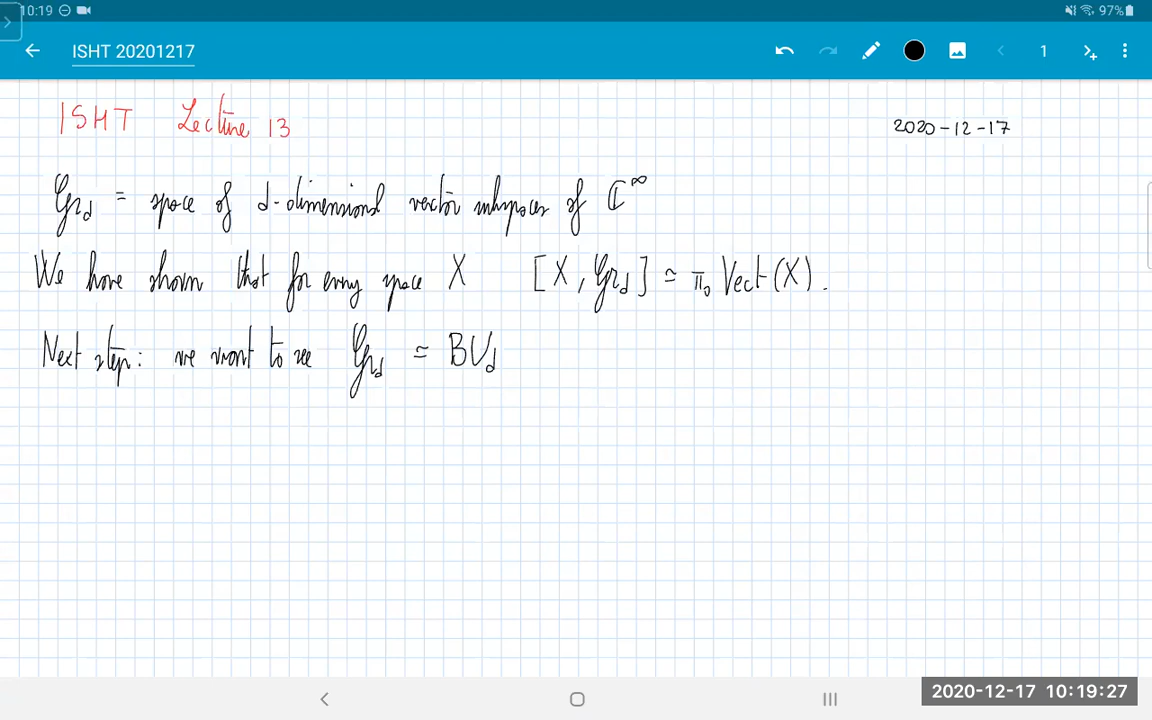 10:19 97%
ISHT 20201217 1
ISHT Lecture 13
2020-12-17
Gr_d = space of d-dimensional vector subspaces of ℂ^∞
We have shown that for every space X [X, Gr_d] ≃ π_0 Vect(X).
Next step: we want to see Gr_d ≃ BU_d
2020-12-17 10:19:27